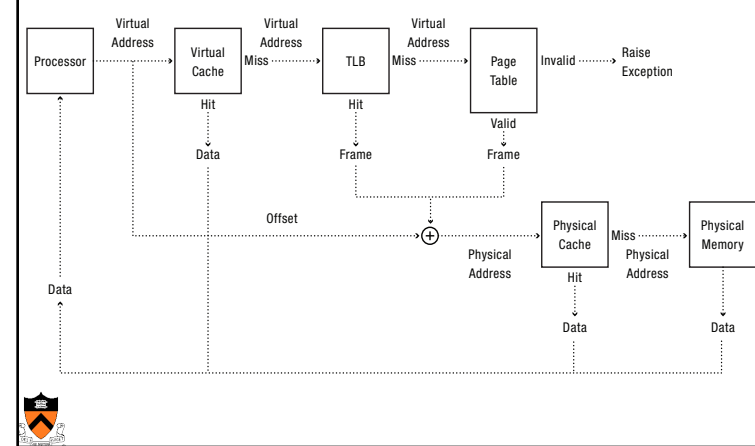 Virtual
Address
Virtual
Address
Virtual
Address
Processor
Virtual
Cache
Miss
TLB
Miss
Page
Table
Invalid
Raise
Exception
Hit
Hit
Valid
Data
Frame
Frame
Offset
+
Physical
Address
Physical
Cache
Miss
Physical
Address
Physical
Memory
Hit
Data
Data
Data